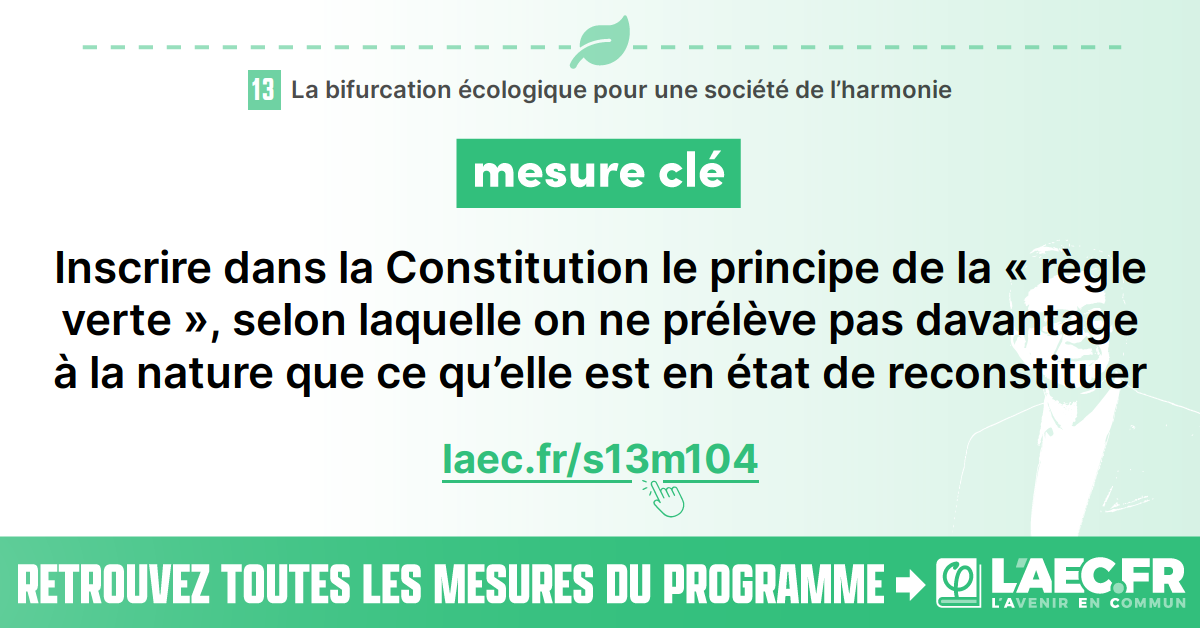 13 La bifurcation écologique pour une société de l’harmonie
mesure clé
Inscrire dans la Constitution le principe de la « règle
verte », selon laquelle on ne prélève pas davantage
à la nature que ce qu’elle est en état de reconstituer
laec.fr/s13m104
RETROUVEZ TOUTES LES MESURES DU PROGRAMME → φ L'AEC.FR
L'AVENIR EN COMMUN